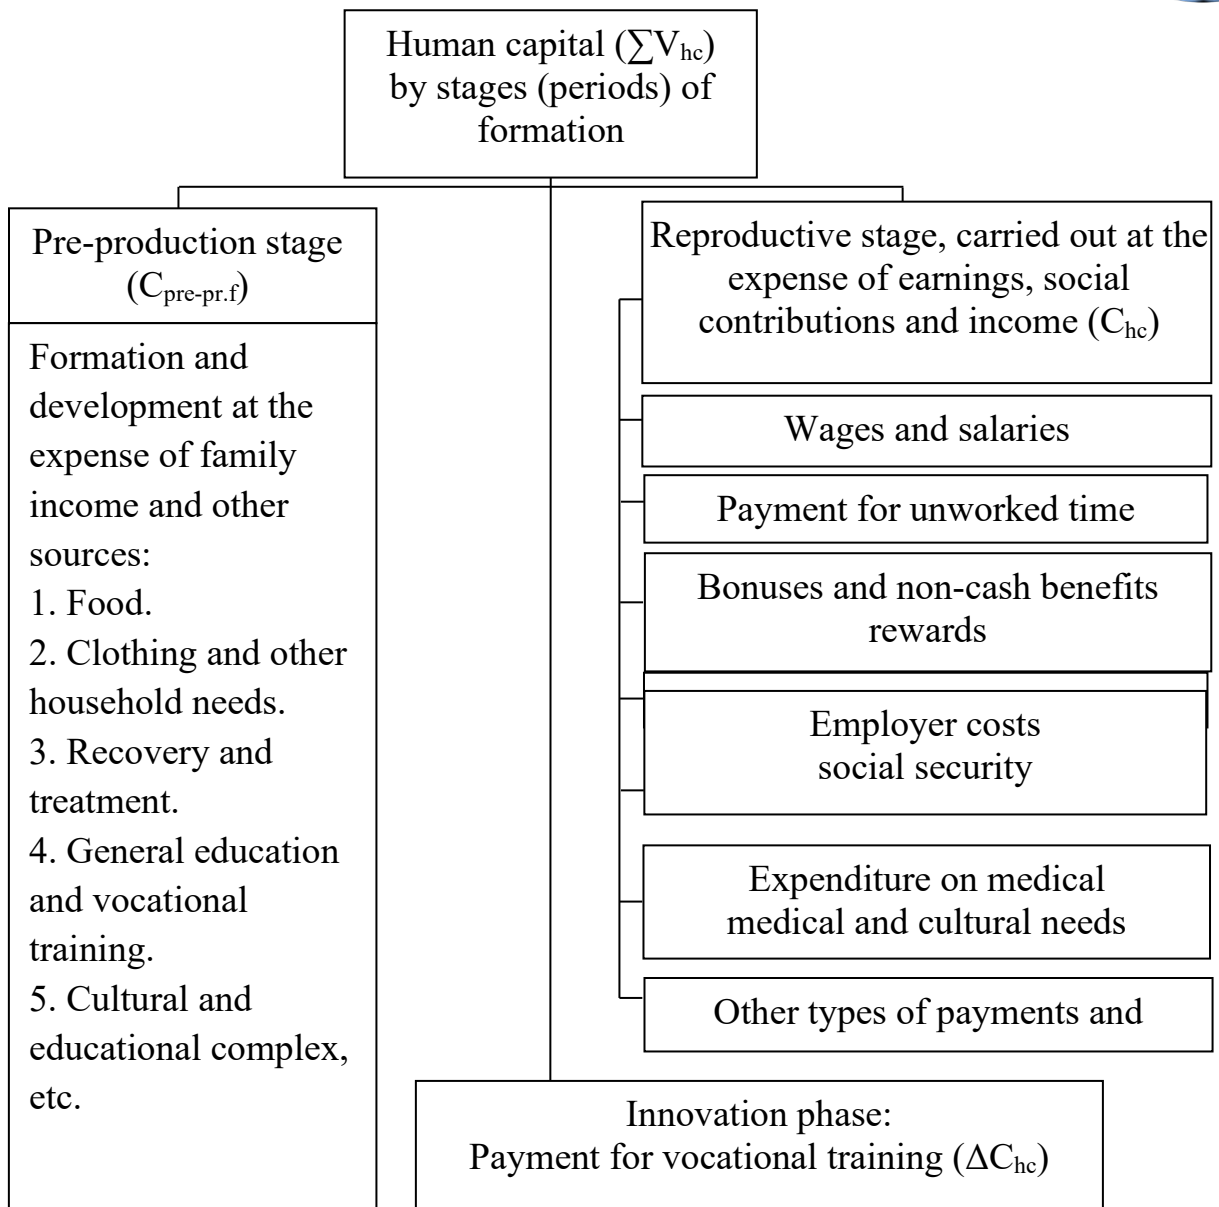 Human capital (∑Vhc)
by stages (periods) of
formation
Pre-production stage
(Cpre-pr.f)
Formation and
development at the
expense of family
income and other
sources:
1. Food.
2. Clothing and other
household needs.
3. Recovery and
treatment.
4. General education
and vocational
training.
5. Cultural and
educational complex,
etc.
Reproductive stage, carried out at the
expense of earnings, social
contributions and income (Chc)
Wages and salaries
Payment for unworked time
Bonuses and non-cash benefits
rewards
Employer costs
social security
Expenditure on medical
medical and cultural needs
Other types of payments and
Innovation phase:
Payment for vocational training (ΔChc)